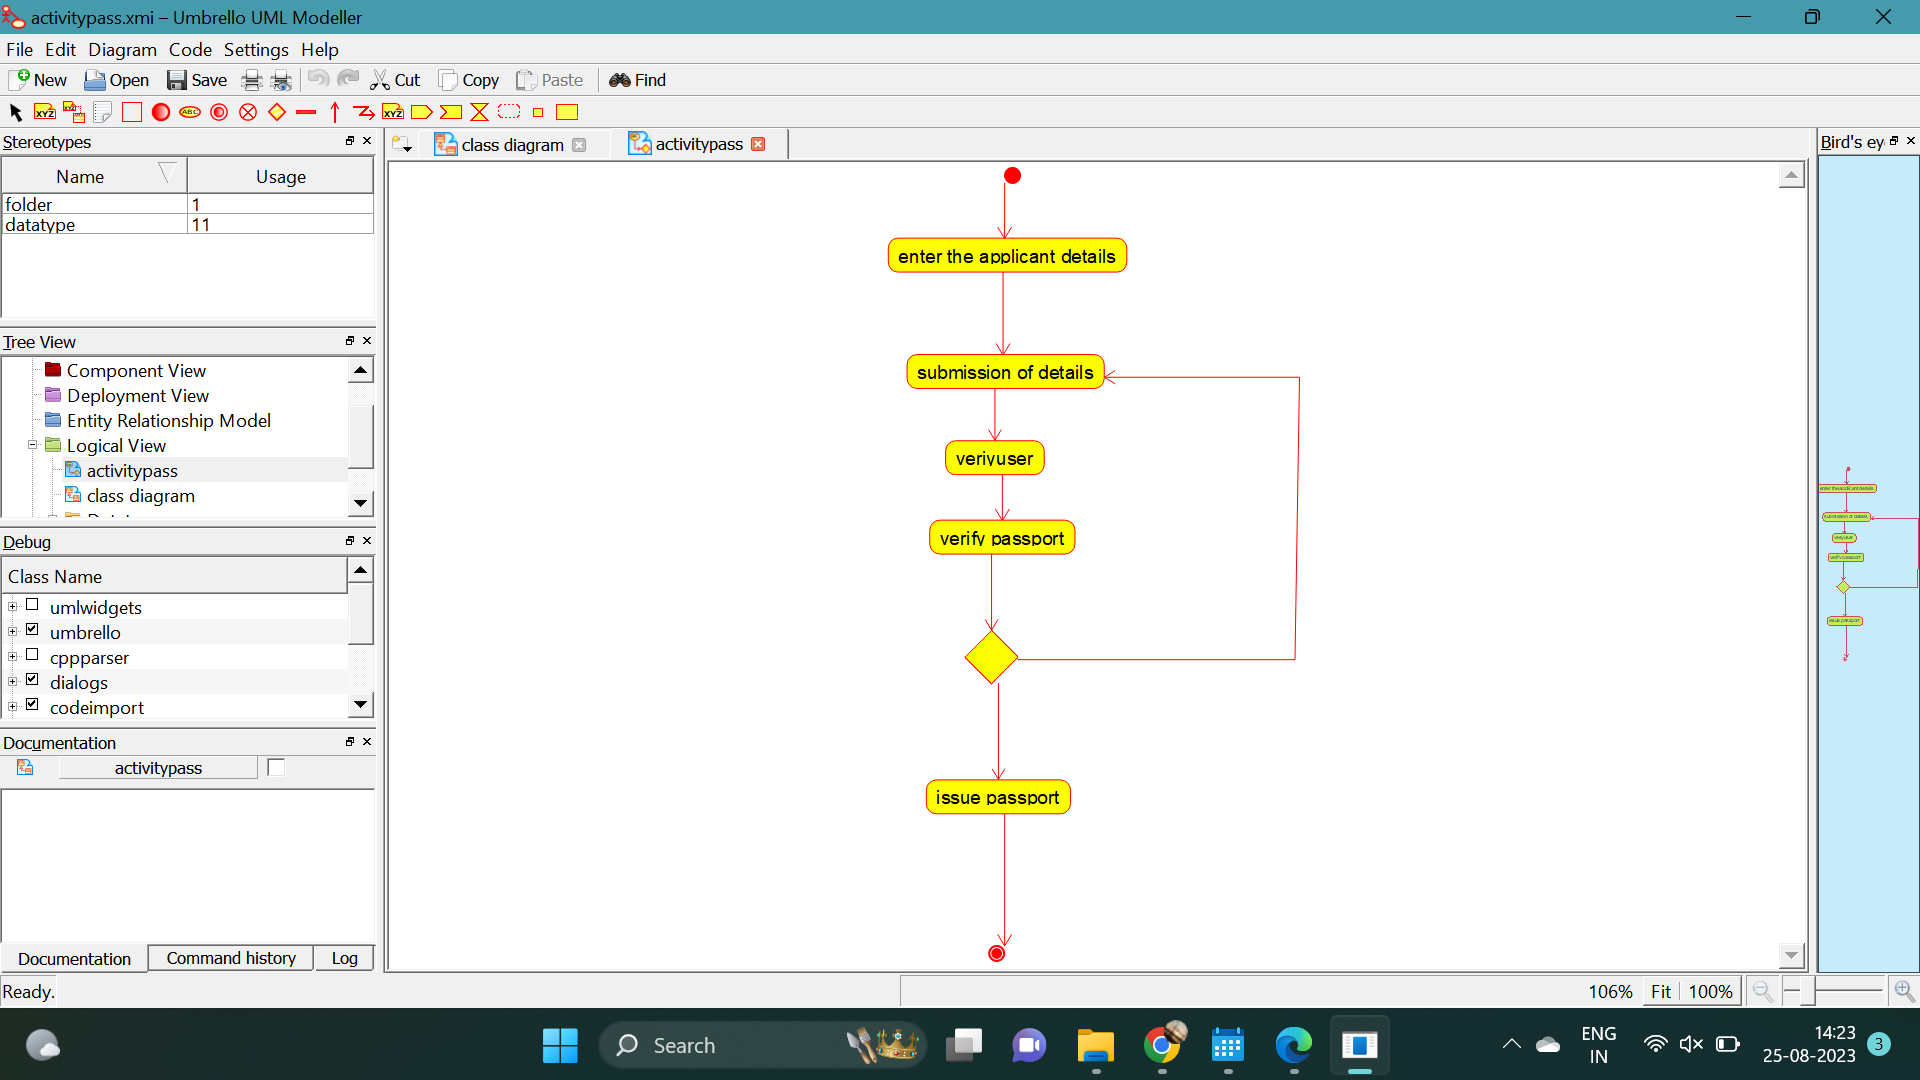 activitypass.xmi – Umbrello UML Modeller
File Edit Diagram Code Settings Help
New Open Save Cut Copy Paste Find
Stereotypes
Name Usage
folder 1
datatype 11
Tree View
Component View
Deployment View
Entity Relationship Model
Logical View
activitypass
class diagram
Debug
Class Name
umlwidgets
umbrello
cppparser
dialogs
codeimport
Documentation
activitypass
Documentation Command history Log
Ready.
class diagram activitypass
enter the applicant details
submission of details
verivuser
verify passport
issue passport
Bird's ey
106% Fit 100%
Search
ENG
IN
14:23
25-08-2023
3